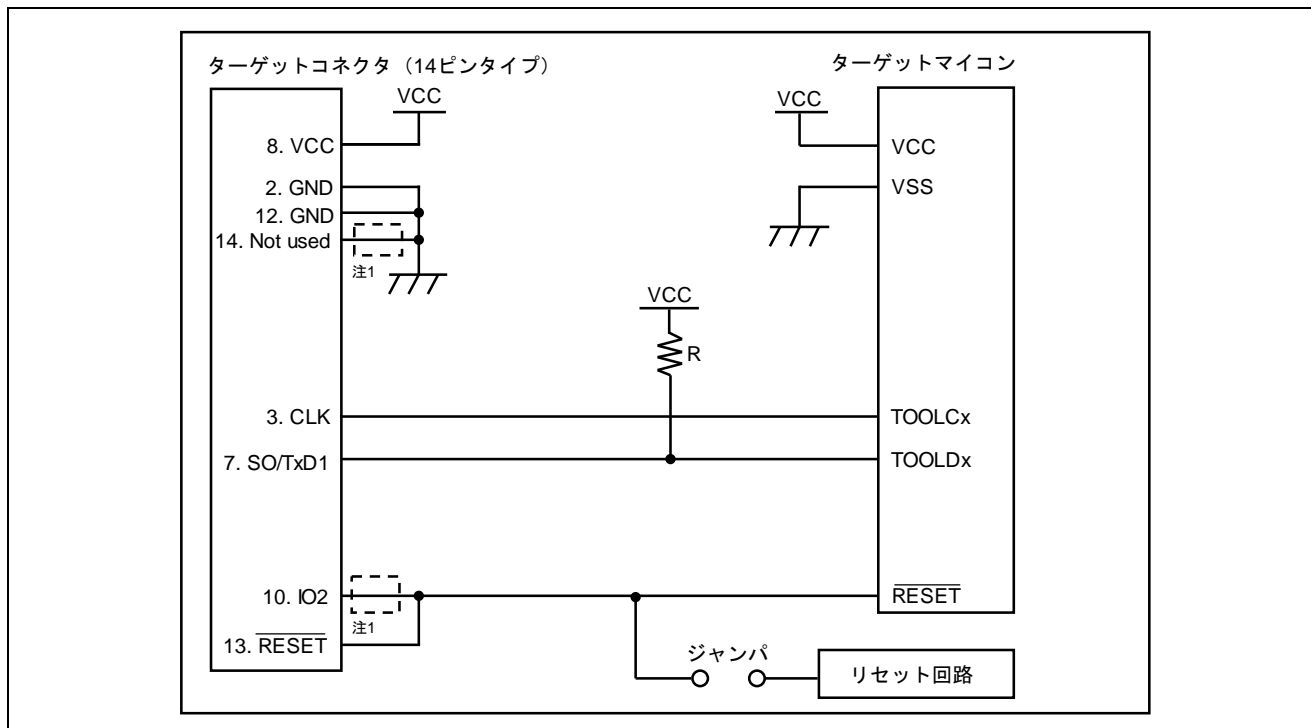 ターゲットコネクタ（14ピンタイプ）
VCC
8. VCC
2. GND
12. GND
14. Not used
注1
VCC
R
3. CLK
7. SO/TxD1
10. IO2
注1
13. RESET
ジャンパ
リセット回路
ターゲットマイコン
VCC
VCC
VSS
TOOLCx
TOOLDx
RESET